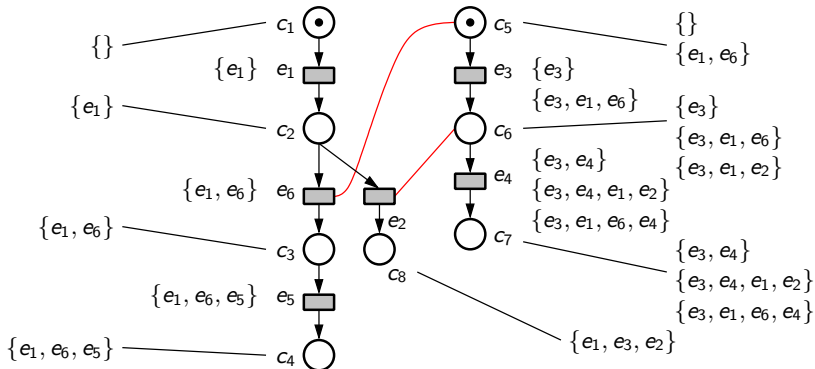 c1
c5
{}
{}
{e1, e6}
{e1}
e1
e3
{e3}
{e3, e1, e6}
{e1}
c2
c6
{e3}
{e3, e1, e6}
{e3, e1, e2}
{e1, e6}
e6
e2
e4
{e3, e4}
{e3, e4, e1, e2}
{e3, e1, e6, e4}
{e1, e6}
c3
c8
c7
{e3, e4}
{e3, e4, e1, e2}
{e3, e1, e6, e4}
{e1, e6, e5}
e5
{e1, e6, e5}
c4
{e1, e3, e2}